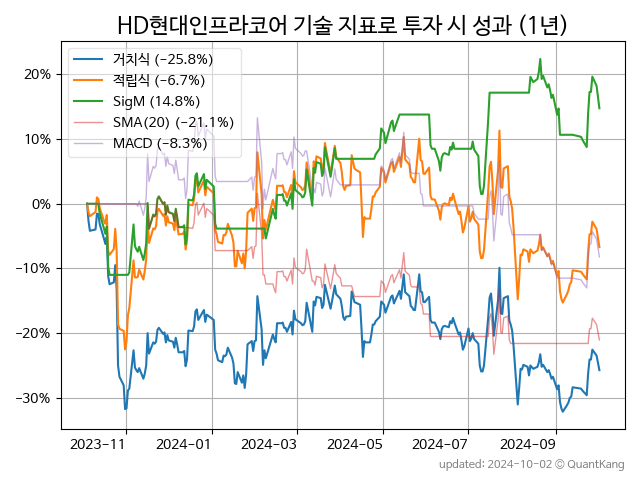 HD현대인프라코어 기술 지표로 투자 시 성과 (1년)
거치식 (−25.8%)
적립식 (−6.7%)
SigM (14.8%)
SMA(20) (−21.1%)
MACD (−8.3%)
20%
10%
0%
−10%
−20%
−30%
2023-11 2024-01 2024-03 2024-05 2024-07 2024-09
updated: 2024-10-02 © QuantKang